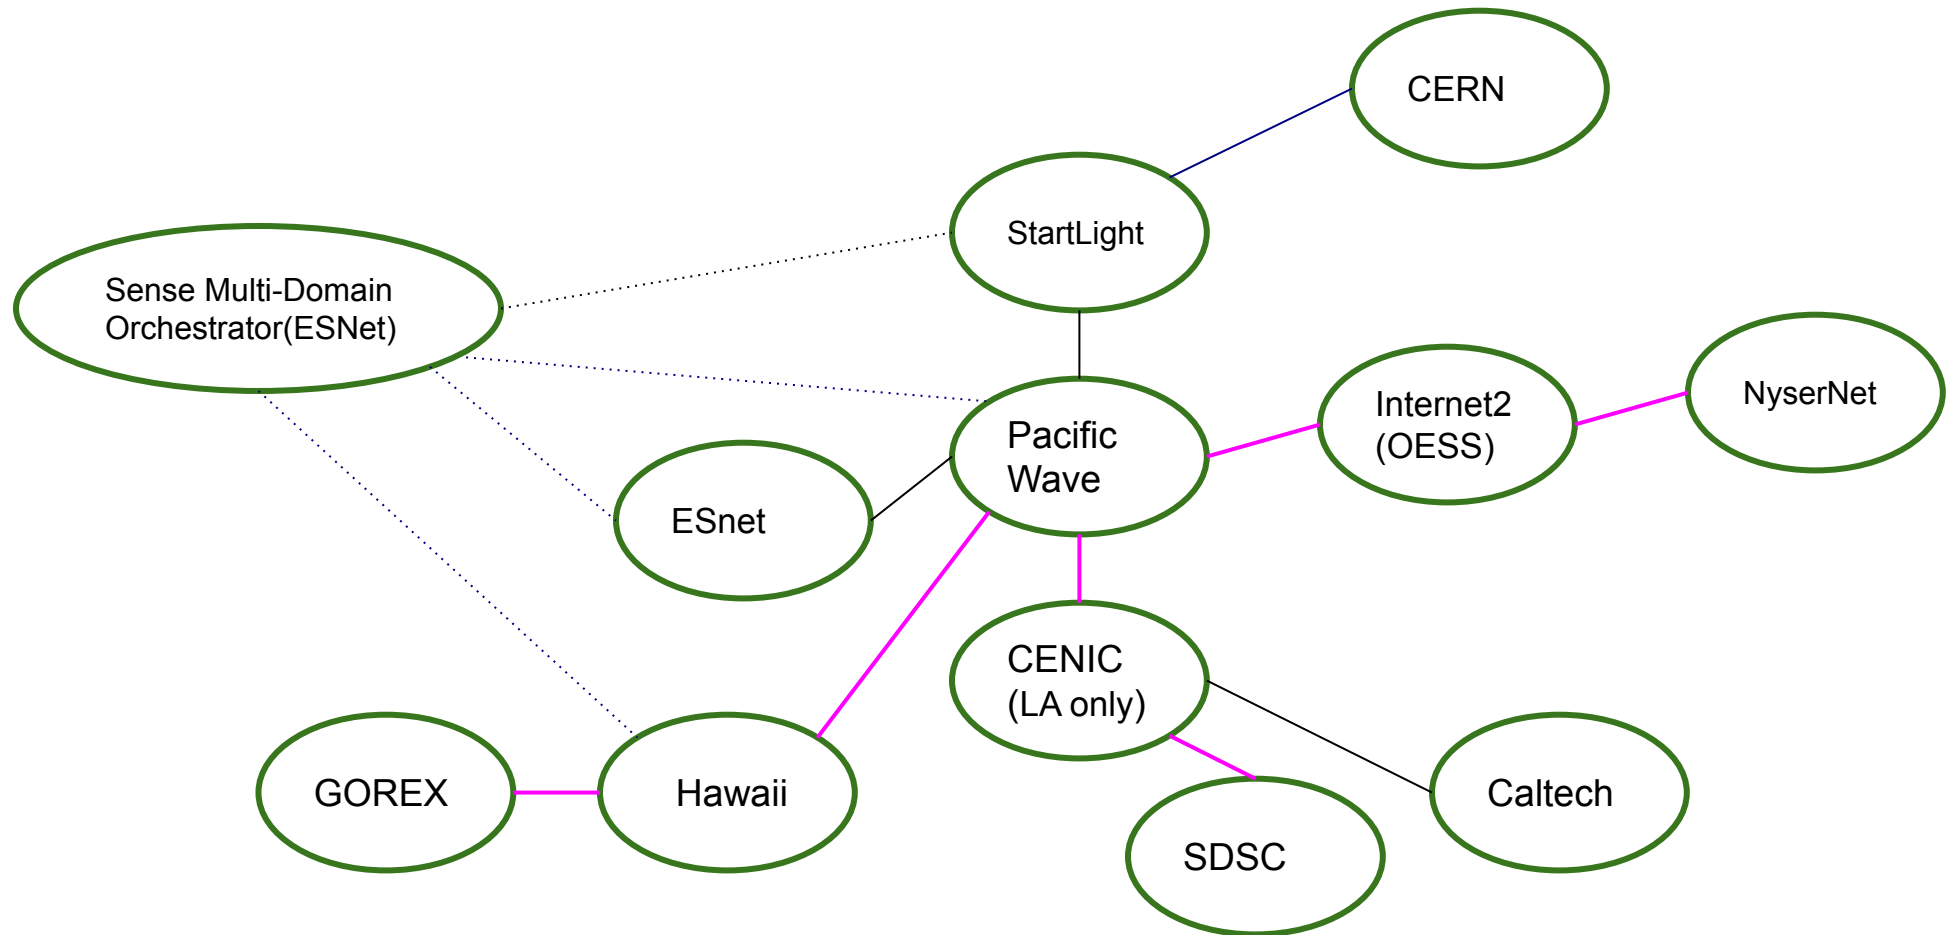 CERN
StartLight
Sense Multi-Domain
Orchestrator(ESNet)
Internet2
(OESS)
NyserNet
Pacific
Wave
ESnet
CENIC
(LA only)
GOREX
Hawaii
Caltech
SDSC